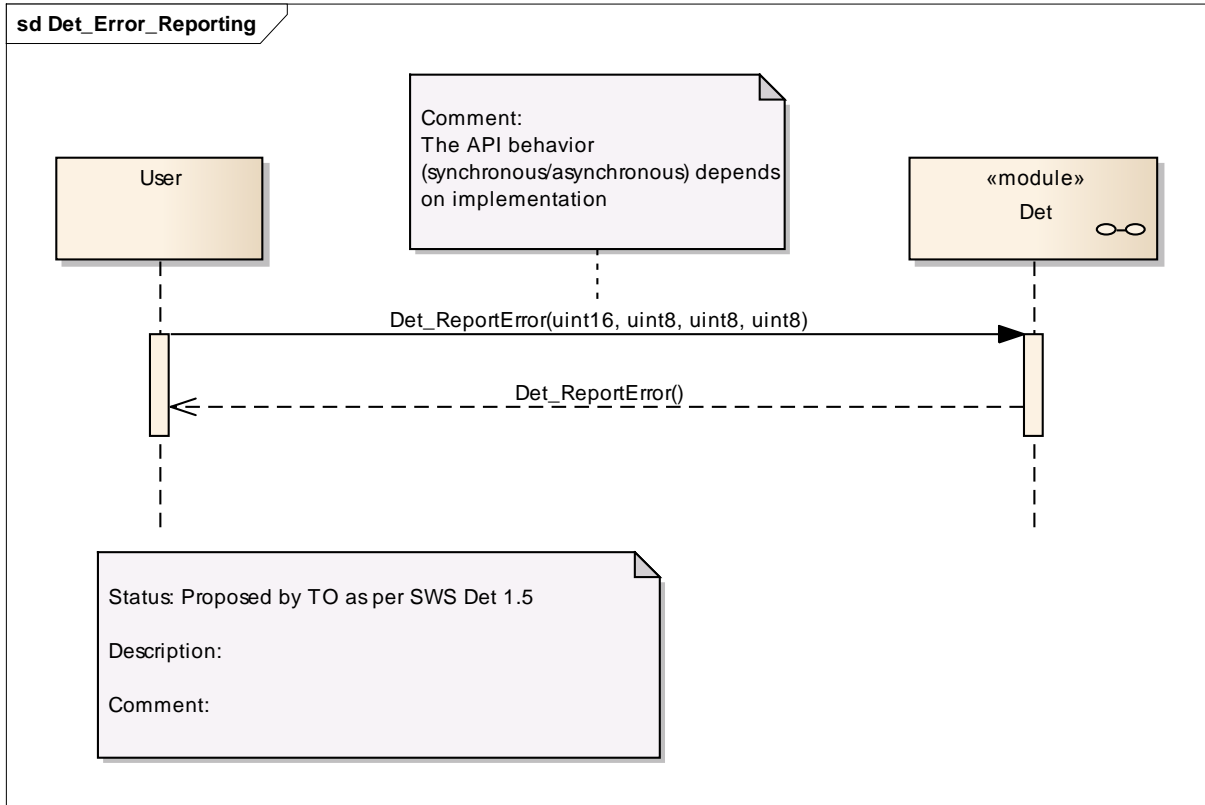 sd Det_Error_Reporting
Comment:
The API behavior
(synchronous/asynchronous) depends
on implementation
User
«module»
Det
Det_ReportError(uint16, uint8, uint8, uint8)
Det_ReportError()
Status: Proposed by TO as per SWS Det 1.5
Description:
Comment: